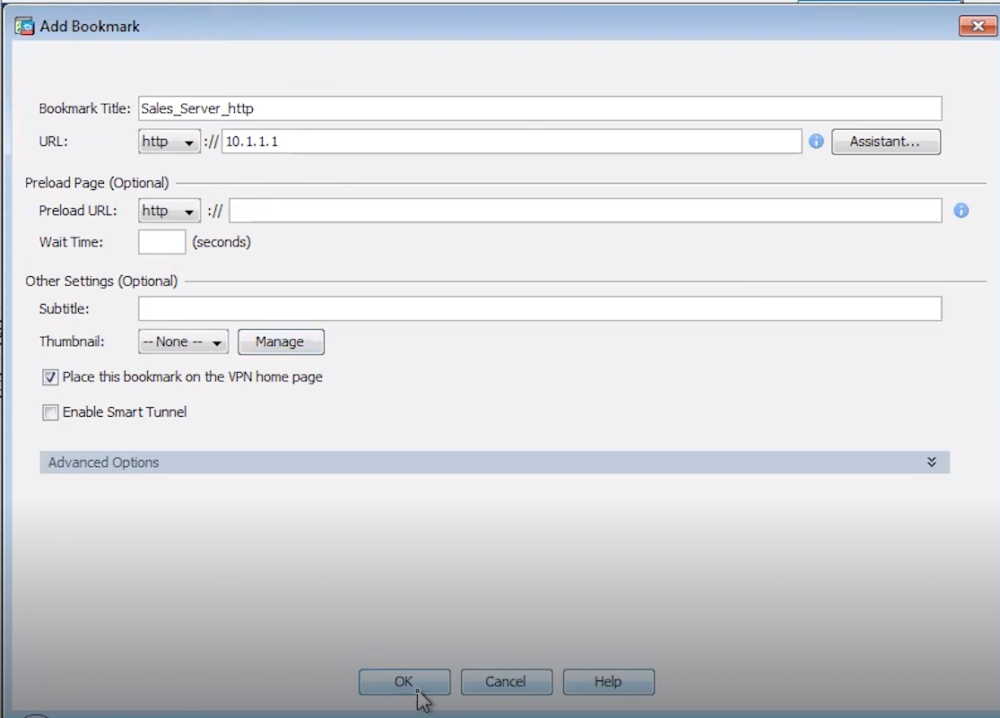 Add Bookmark
Bookmark Title: Sales_Server_http
URL: http :// 10.1.1.1 Assistant...
Preload Page (Optional)
Preload URL: http ://
Wait Time: (seconds)
Other Settings (Optional)
Subtitle:
Thumbnail: -- None -- Manage
Place this bookmark on the VPN home page
Enable Smart Tunnel
Advanced Options
OK Cancel Help